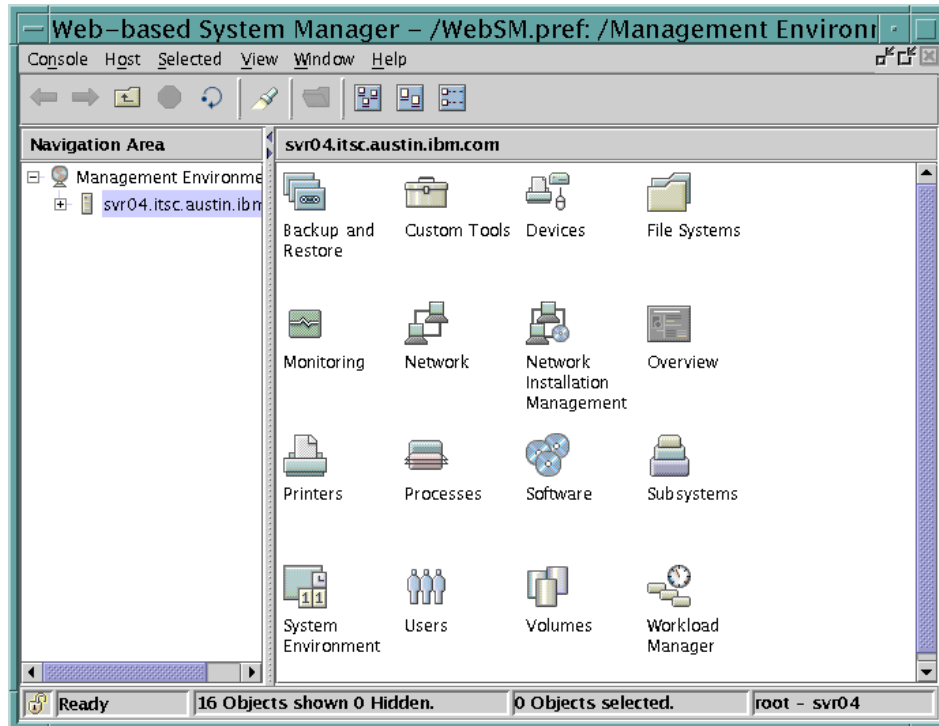 Web-based System Manager - /WebSM.pref: /Management Environ
Console Host Selected View Window Help
Navigation Area
svr04.itsc.austin.ibm.com
Management Environme
svr04.itsc.austin.ibm
Backup and
Restore
Custom Tools
Devices
File Systems
Monitoring
Network
Network
Installation
Management
Overview
Printers
Processes
Software
Subsystems
System
Environment
Users
Volumes
Workload
Manager
Ready
16 Objects shown 0 Hidden.
0 Objects selected.
root - svr04